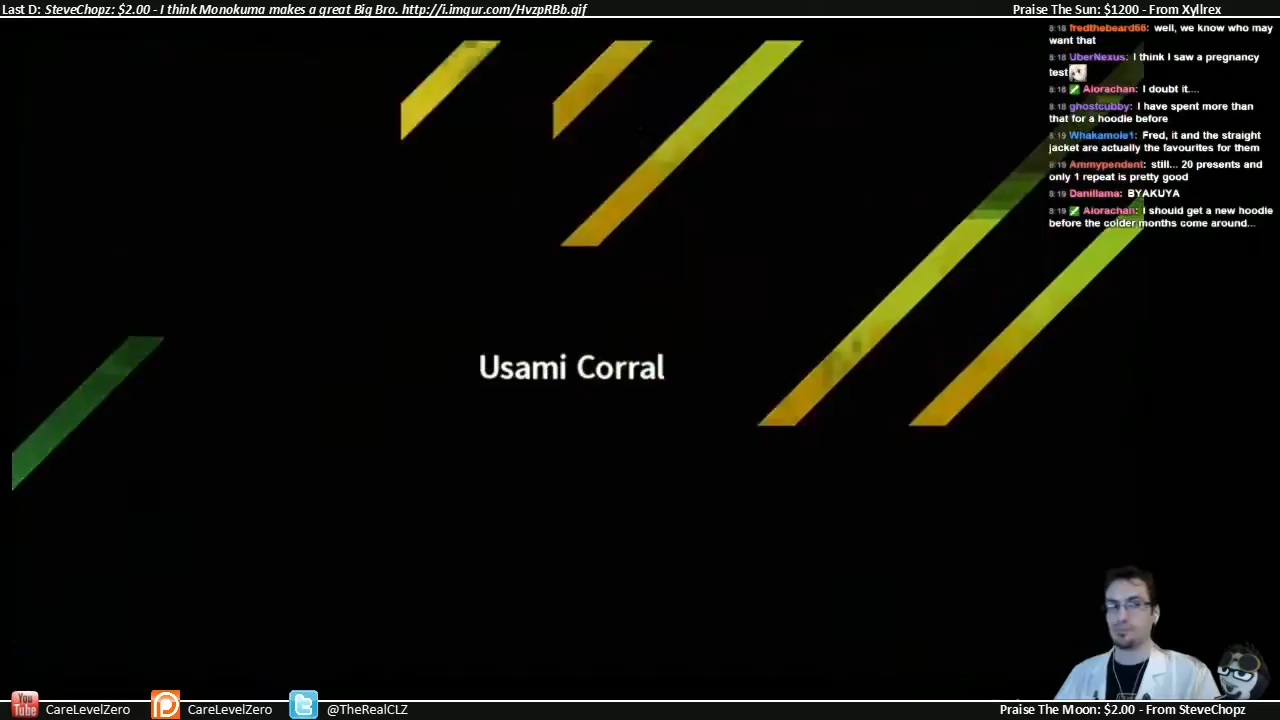 Last D: SteveChopz: $2.00 - I think Monokuma makes a great Big Bro. http://i.imgur.com/HvzpRBb.gif
Praise The Sun: $1200 - From Xyllrex
8:18 fredthebeard66: well, we know who may
want that
8:18 UberNexus: I think I saw a pregnancy
test
8:18 Aiorachan: I doubt it....
8:18 ghostcubby: I have spent more than
that for a hoodie before
8:19 Whakamole1: Fred, it and the straight
jacket are actually the favourites for them
8:19 Ammypendent: still... 20 presents and
only 1 repeat is pretty good
8:19 Danillama: BYAKUYA
8:19 Aiorachan: I should get a new hoodie
before the colder months come around...
Usami Corral
You
Tube
CareLevelZero
CareLevelZero
@TheRealCLZ
Praise The Moon: $2.00 - From SteveChopz